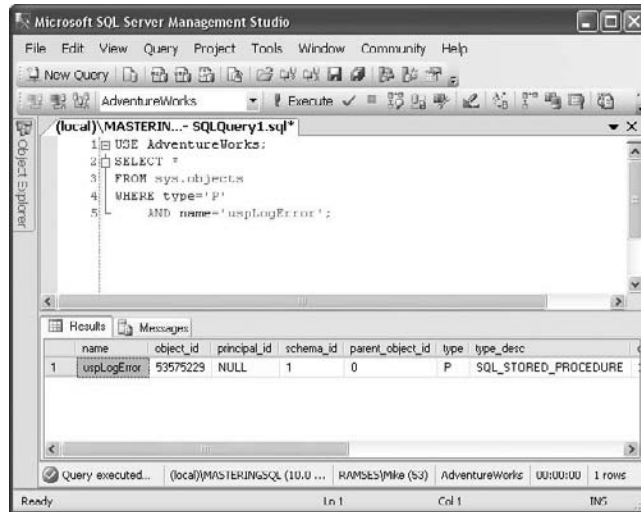 Microsoft SQL Server Management Studio
File Edit View Query Project Tools Window Community Help
New Query
AdventureWorks Execute
(local)\MASTERIN...- SQLQuery1.sql*
Object Explorer
1 USE AdventureWorks;
2 SELECT *
3 FROM sys.objects
4 WHERE type='P'
5 AND name='uspLogError';
Results Messages
name object_id principal_id schema_id parent_object_id type type_desc
1 uspLogError 53575229 NULL 1 0 P SQL_STORED_PROCEDURE
Query executed... (local)\MASTERINGSQL (10.0 ... RAMSES\Mike (53) AdventureWorks 00:00:00 1 rows
Ready Ln 1 Col 1 INS